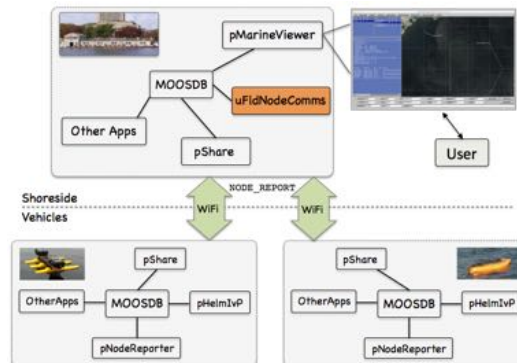 pMarineViewer
MOOSDB
uFldNodeComms
Other Apps
pShare
User
NODE_REPORT
WiFi
WiFi
Shoreside
Vehicles
pShare
OtherApps
MOOSDB
pHelmIvP
pNodeReporter
pShare
OtherApps
MOOSDB
pHelmIvP
pNodeReporter